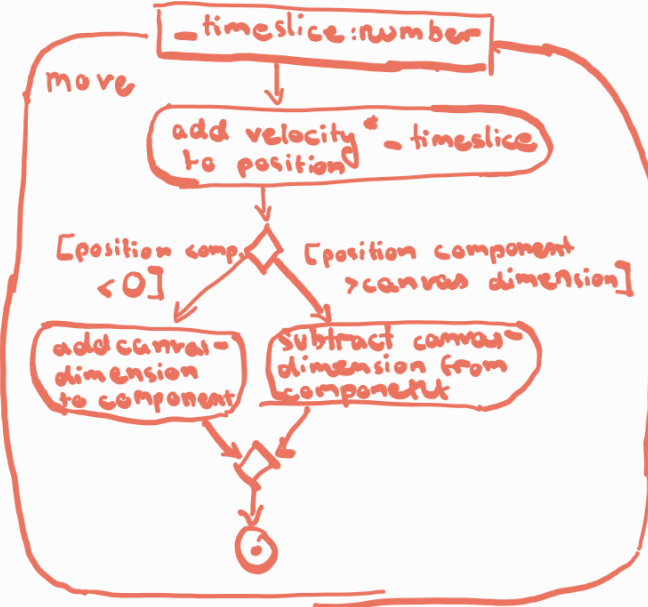 _timeslice:number
move
add velocity * _timeslice
to position
[position comp.
< 0]
[position component
>canvas dimension]
add canvas-
dimension
to component
subtract canvas-
dimension from
component